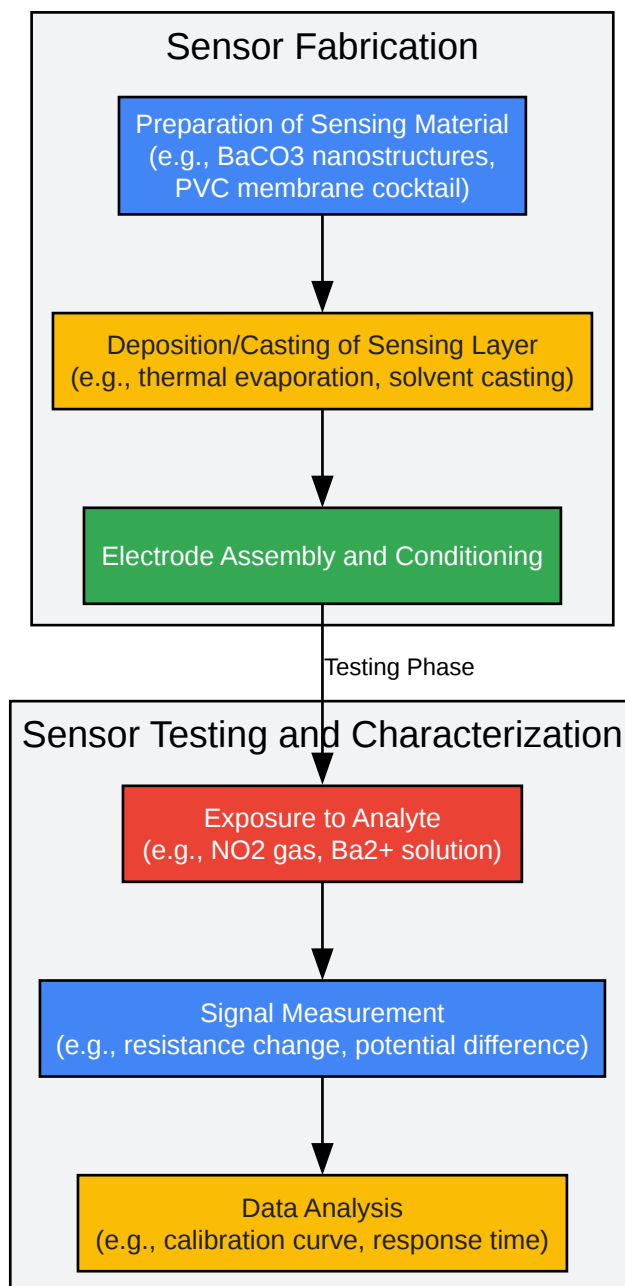 Sensor Fabrication
Preparation of Sensing Material
(e.g., BaCO3 nanostructures,
PVC membrane cocktail)
Deposition/Casting of Sensing Layer
(e.g., thermal evaporation, solvent casting)
Electrode Assembly and Conditioning
Testing Phase
Sensor Testing and Characterization
Exposure to Analyte
(e.g., NO2 gas, Ba2+ solution)
Signal Measurement
(e.g., resistance change, potential difference)
Data Analysis
(e.g., calibration curve, response time)